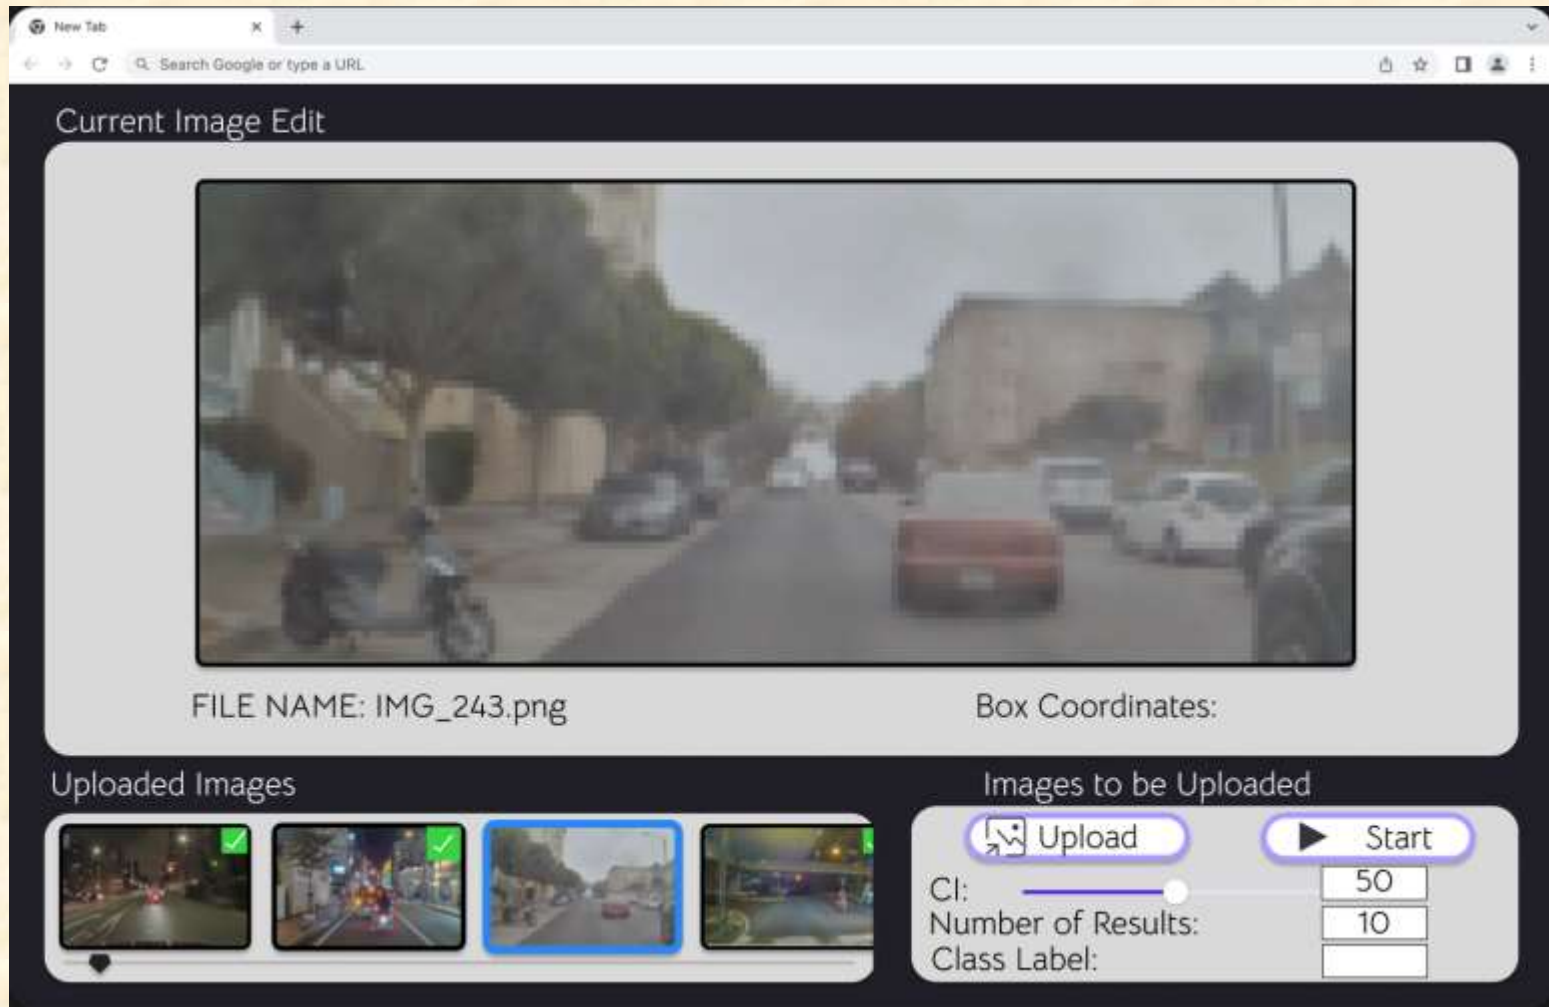 New Tab
Search Google or type a URL
Current Image Edit
FILE NAME: IMG_243.png
Box Coordinates:
Uploaded Images
Images to be Uploaded
Upload
Start
CI:
50
Number of Results:
10
Class Label: